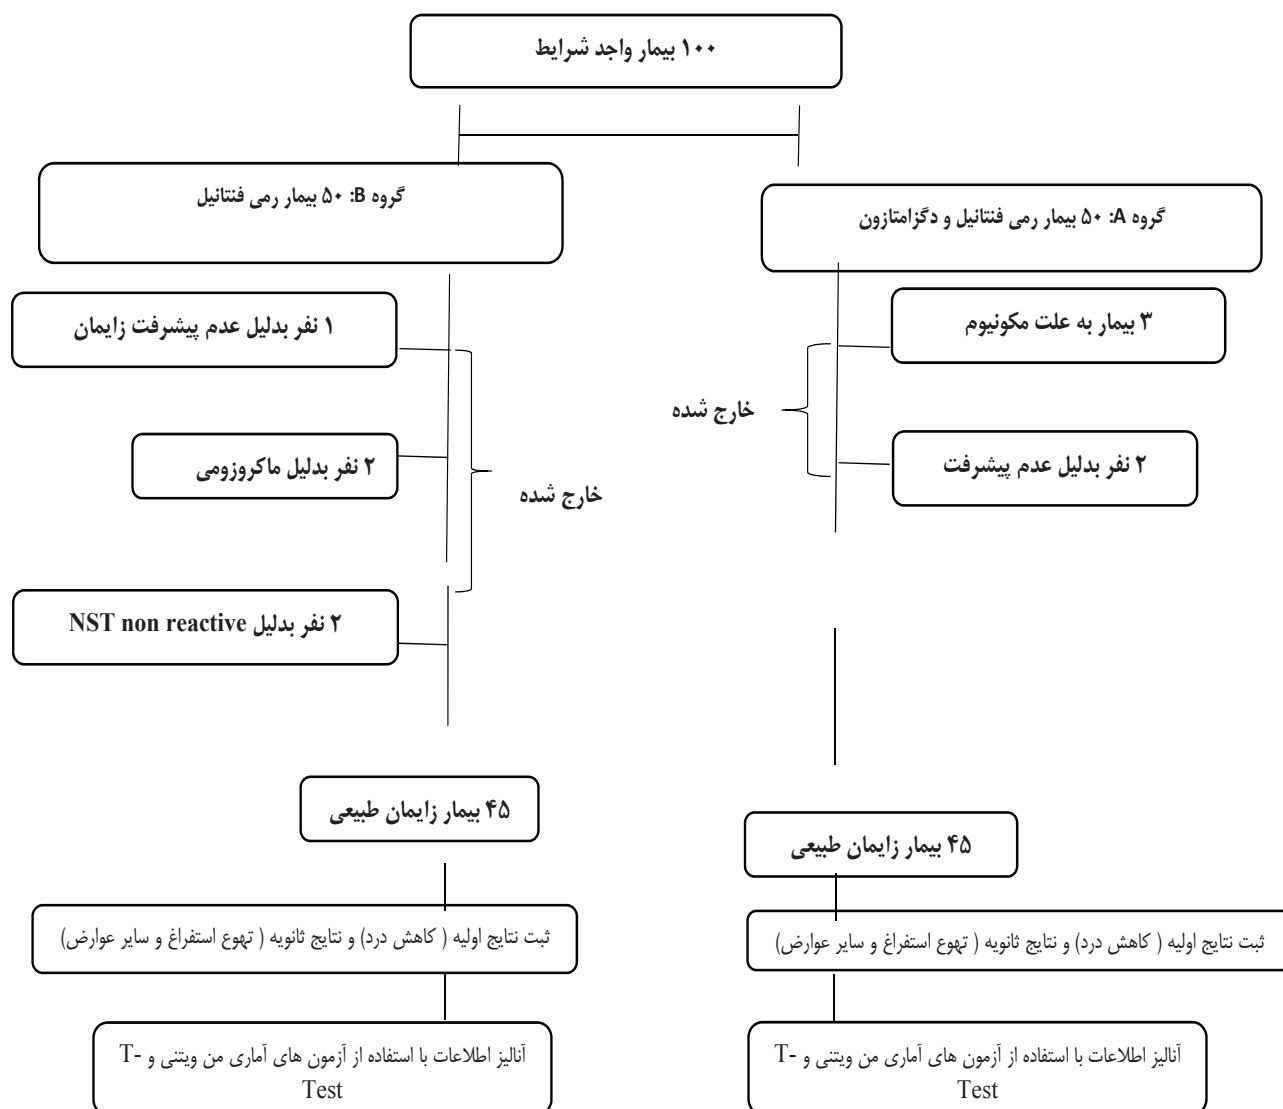 ۱۰۰ بیمار واجد شرایط
گروه A: ۵۰ بیمار رمی فنتانیل و دگزامتازون
گروه B: ۵۰ بیمار رمی فنتانیل
۳ بیمار به علت مکونیوم
خارج شده
۲ نفر بدلیل عدم پیشرفت
۱ نفر بدلیل عدم پیشرفت زایمان
۲ نفر بدلیل ماکروزومی
خارج شده
۲ نفر بدلیل NST non reactive
۴۵ بیمار زایمان طبیعی
۴۵ بیمار زایمان طبیعی
ثبت نتایج اولیه ( کاهش درد) و نتایج ثانویه ( تهوع استفراغ و سایر عوارض)
ثبت نتایج اولیه ( کاهش درد) و نتایج ثانویه ( تهوع استفراغ و سایر عوارض)
آنالیز اطلاعات با استفاده از آزمون های آماری من ویتنی و T-
Test
آنالیز اطلاعات با استفاده از آزمون های آماری من ویتنی و T-
Test